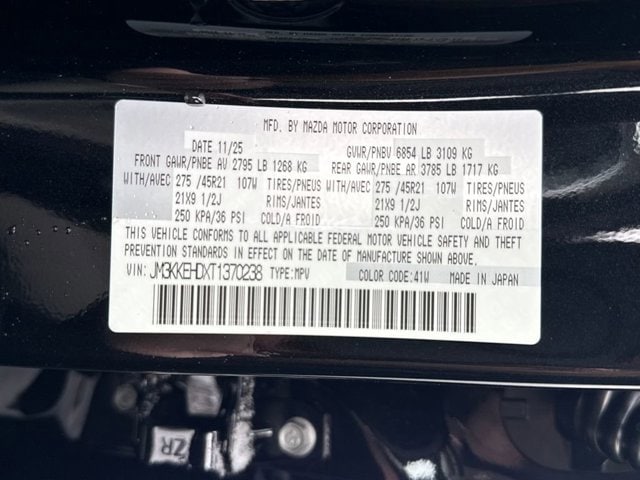 MFD. BY MAZDA MOTOR CORPORATION
DATE 11/25 GVWR/PNBV 6854 LB 3109 KG
FRONT GAWR/PNBE AV 2795 LB 1268 KG REAR GAWR/PNBE AR 3785 LB 1717 KG
WITH/AVEC 275 /45R21 107W TIRES/PNEUS WITH/AVEC 275 /45R21 107W TIRES/PNEUS
21X9 1/2J RIMS/JANTES 21X9 1/2J RIMS/JANTES
250 KPA/36 PSI COLD/A FROID 250 KPA/36 PSI COLD/A FROID
THIS VEHICLE CONFORMS TO ALL APPLICABLE FEDERAL MOTOR VEHICLE SAFETY AND THEFT
PREVENTION STANDARDS IN EFFECT ON THE DATE OF MANUFACTURE SHOWN ABOVE.
VIN: JM3KKEHDXT1370238 TYPE:MPV COLOR CODE:41W MADE IN JAPAN
ZR